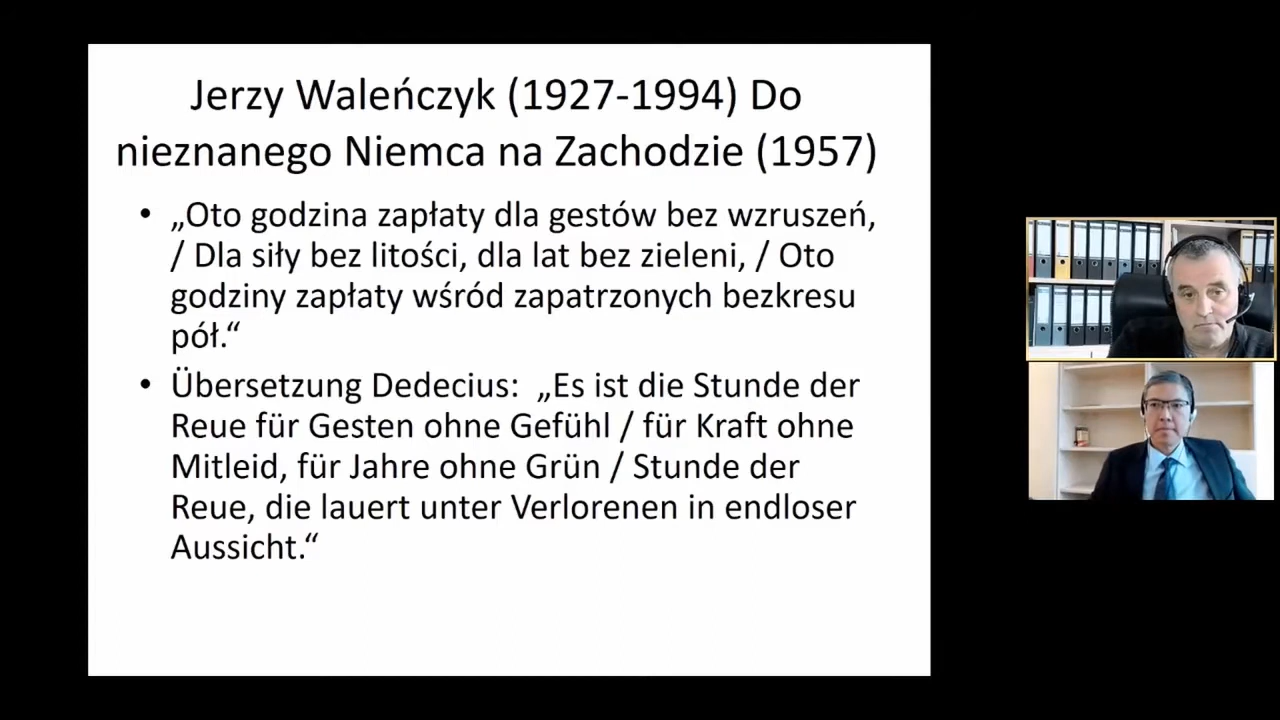 Jerzy Waleńczyk (1927-1994) Do
nieznanego Niemca na Zachodzie (1957)
• „Oto godzina zapłaty dla gestów bez wzruszeń,
/ Dla siły bez litości, dla lat bez zieleni, / Oto
godziny zapłaty wśród zapatrzonych bezkresu
pół.“
• Übersetzung Dedecius:  „Es ist die Stunde der
Reue für Gesten ohne Gefühl / für Kraft ohne
Mitleid, für Jahre ohne Grün / Stunde der
Reue, die lauert unter Verlorenen in endloser
Aussicht.“